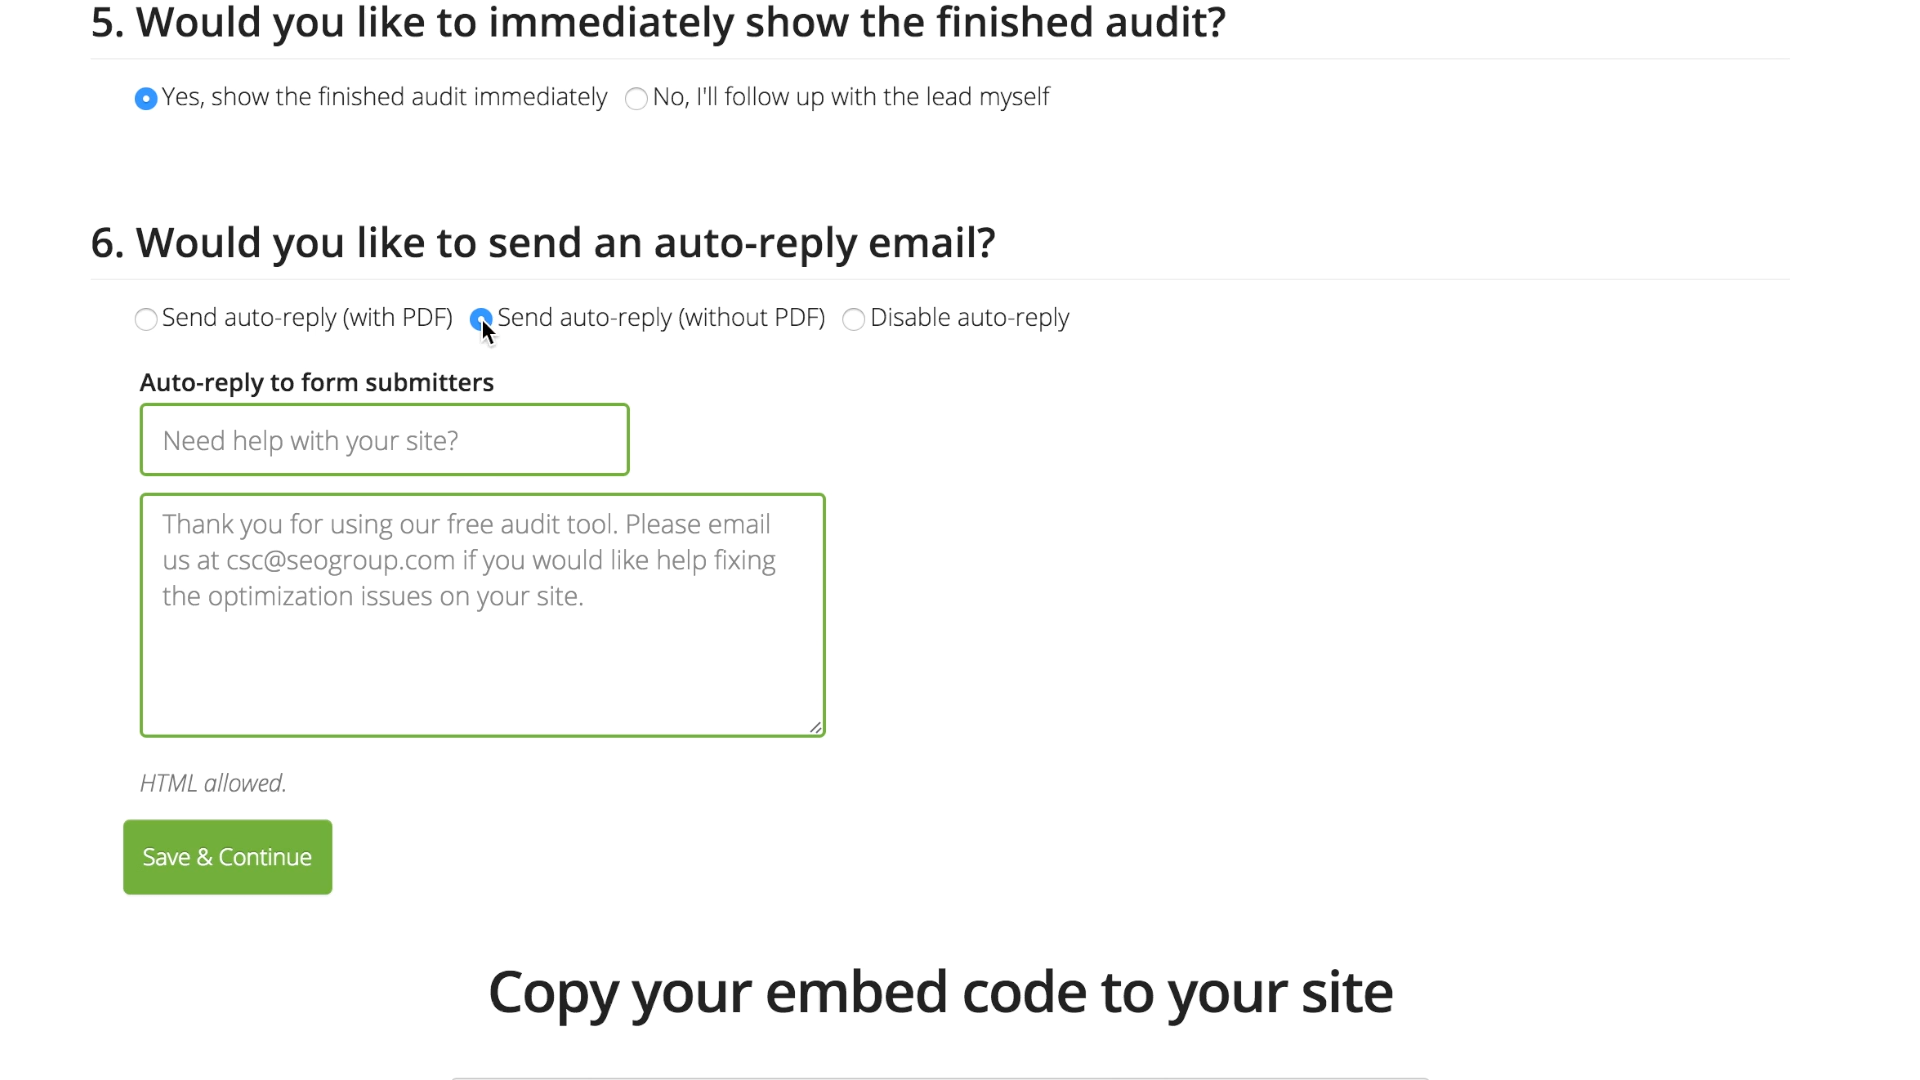 5. Would you like to immediately show the finished audit?
Yes, show the finished audit immediately No, I'll follow up with the lead myself
6. Would you like to send an auto-reply email?
Send auto-reply (with PDF) Send auto-reply (without PDF) Disable auto-reply
Auto-reply to form submitters
Need help with your site?
Thank you for using our free audit tool. Please email
us at csc@seogroup.com if you would like help fixing
the optimization issues on your site.
HTML allowed.
Save & Continue
Copy your embed code to your site